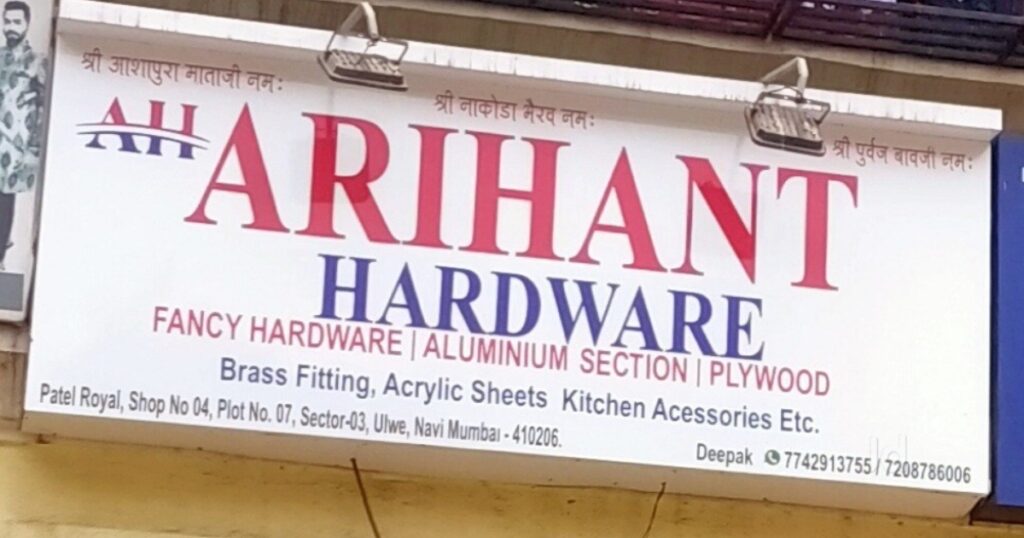 श्री आशापुरा माताजी नमः
श्री नाकोडा भैरव नमः
श्री पुर्वज बावजी नमः
AH ARIHANT
HARDWARE
FANCY HARDWARE | ALUMINIUM SECTION | PLYWOOD
Brass Fitting, Acrylic Sheets Kitchen Acessories Etc.
Patel Royal, Shop No 04, Plot No. 07, Sector-03, Ulwe, Navi Mumbai - 410206.
Deepak 7742913755 / 7208786006